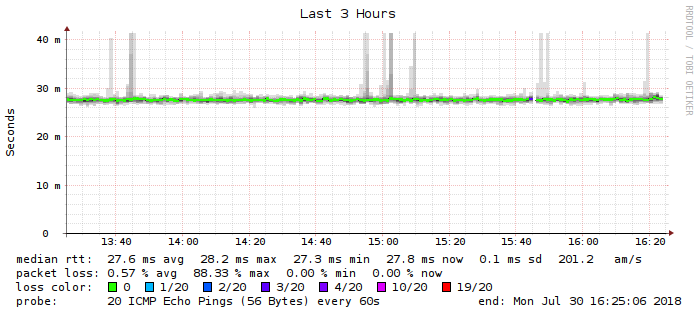 Last 3 Hours
RRDTOOL / TOBI OETIKER
Seconds
40 m
30 m
20 m
10 m
0
13:40 14:00 14:20 14:40 15:00 15:20 15:40 16:00 16:20
median rtt: 27.6 ms avg 28.2 ms max 27.3 ms min 27.8 ms now 0.1 ms sd 201.2 am/s
packet loss: 0.57 % avg 88.33 % max 0.00 % min 0.00 % now
loss color: 0 1/20 2/20 3/20 4/20 10/20 19/20
probe: 20 ICMP Echo Pings (56 Bytes) every 60s end: Mon Jul 30 16:25:06 2018